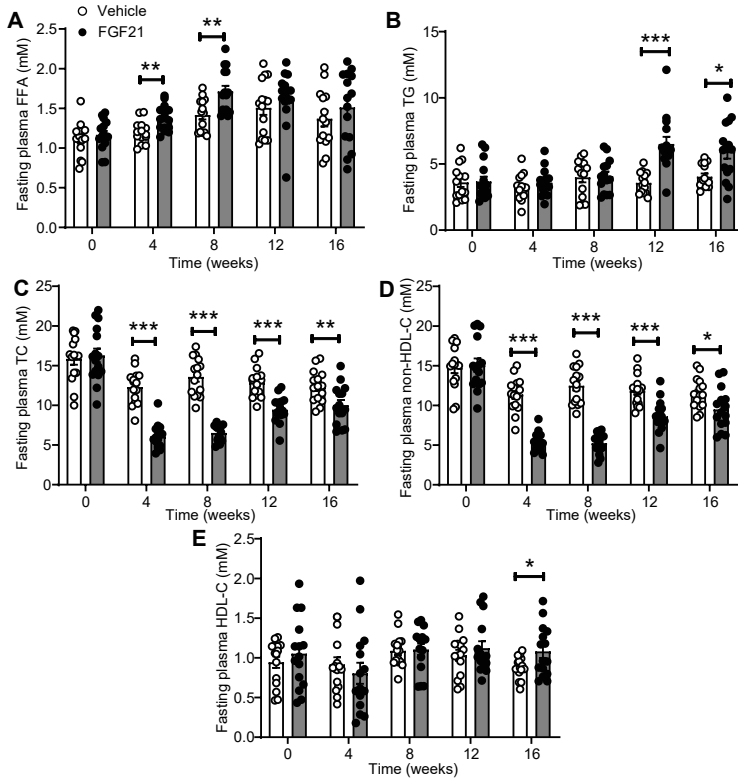 Vehicle
FGF21
A
Fasting plasma FFA (mM)
2.5
2.0
1.5
1.0
0.5
0.0
**
**
0 4 8 12 16
Time (weeks)
B
Fasting plasma TG (mM)
15
10
5
0
***
*
0 4 8 12 16
Time (weeks)
C
Fasting plasma TC (mM)
25
20
15
10
5
0
***
***
***
**
0 4 8 12 16
Time (weeks)
D
Fasting plasma non-HDL-C (mM)
25
20
15
10
5
0
***
***
***
*
0 4 8 12 16
Time (weeks)
E
Fasting plasma HDL-C (mM)
2.5
2.0
1.5
1.0
0.5
0.0
*
0 4 8 12 16
Time (weeks)